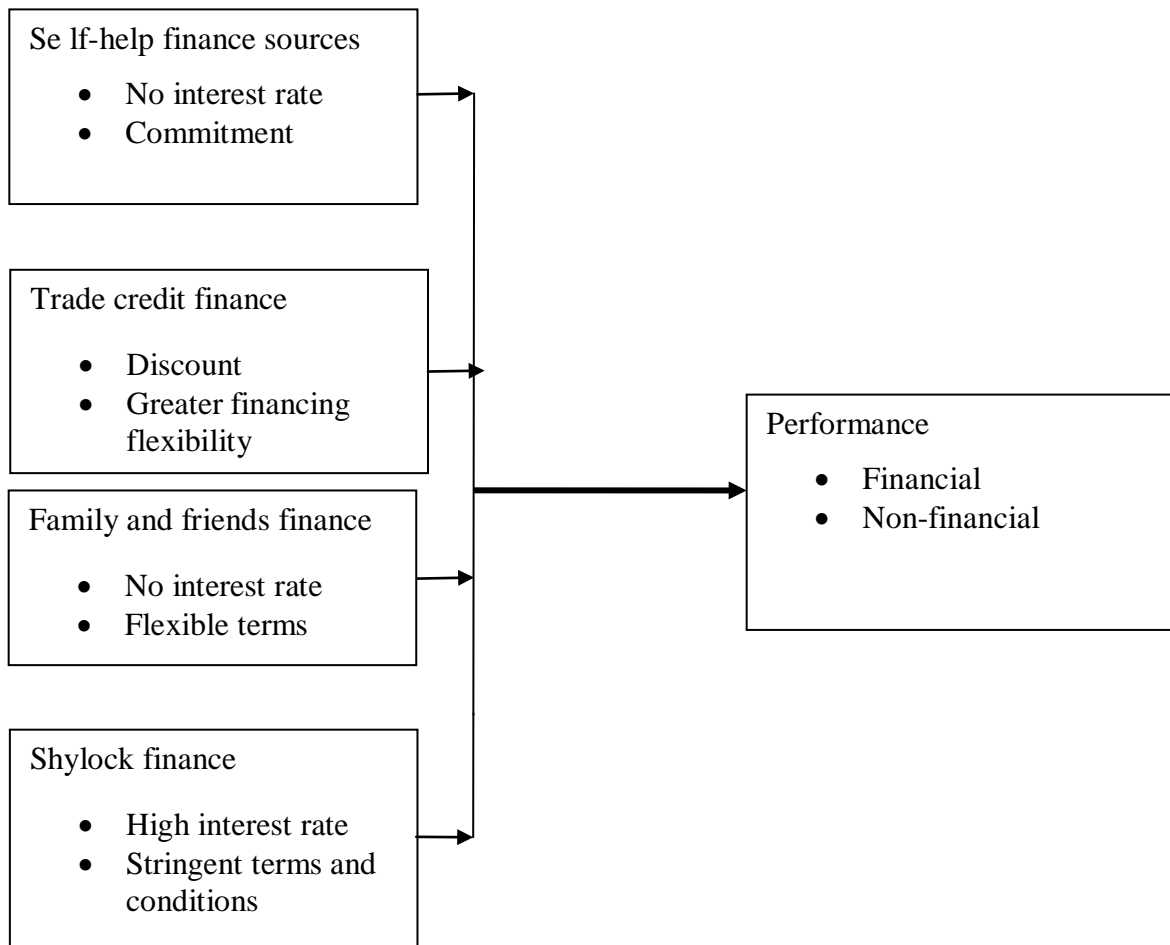 Se lf-help finance sources
• No interest rate
• Commitment
Trade credit finance
• Discount
• Greater financing
flexibility
Family and friends finance
• No interest rate
• Flexible terms
Shylock finance
• High interest rate
• Stringent terms and
conditions
Performance
• Financial
• Non-financial